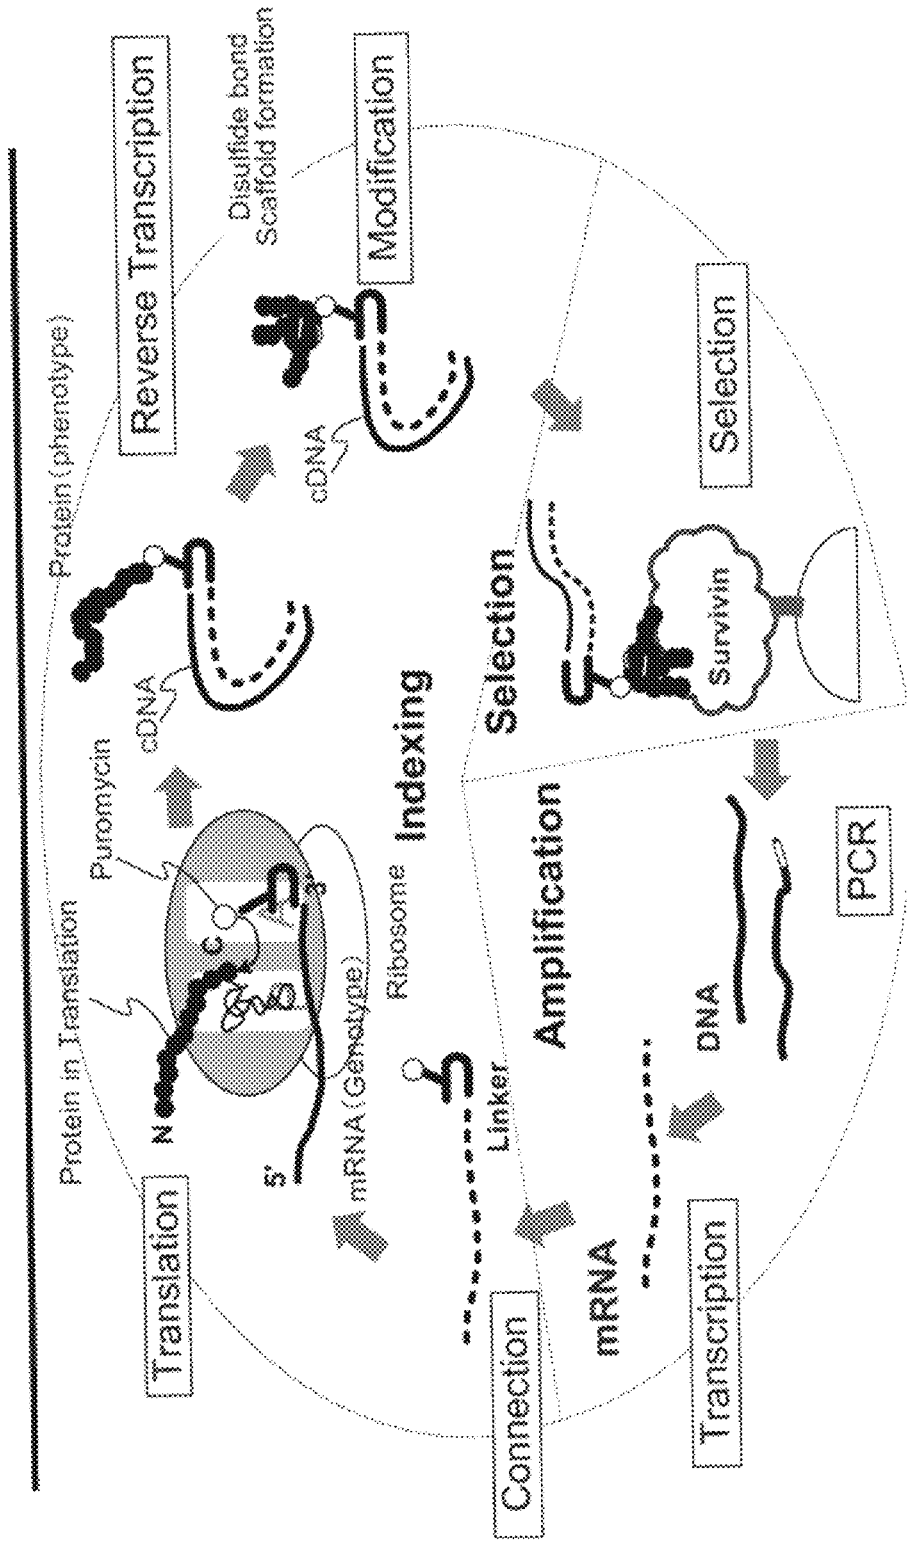 Protein in Translation
Puromycin
Protein (phenotype)
Reverse Transcription
Translation
N
C
5'
3'
cDNA
Disulfide bond
Scaffold formation
Modification
cDNA
mRNA (Genotype)
Ribosome
Indexing
Linker
Connection
Selection
Amplification
mRNA
Transcription
DNA
PCR
Survivin
Selection